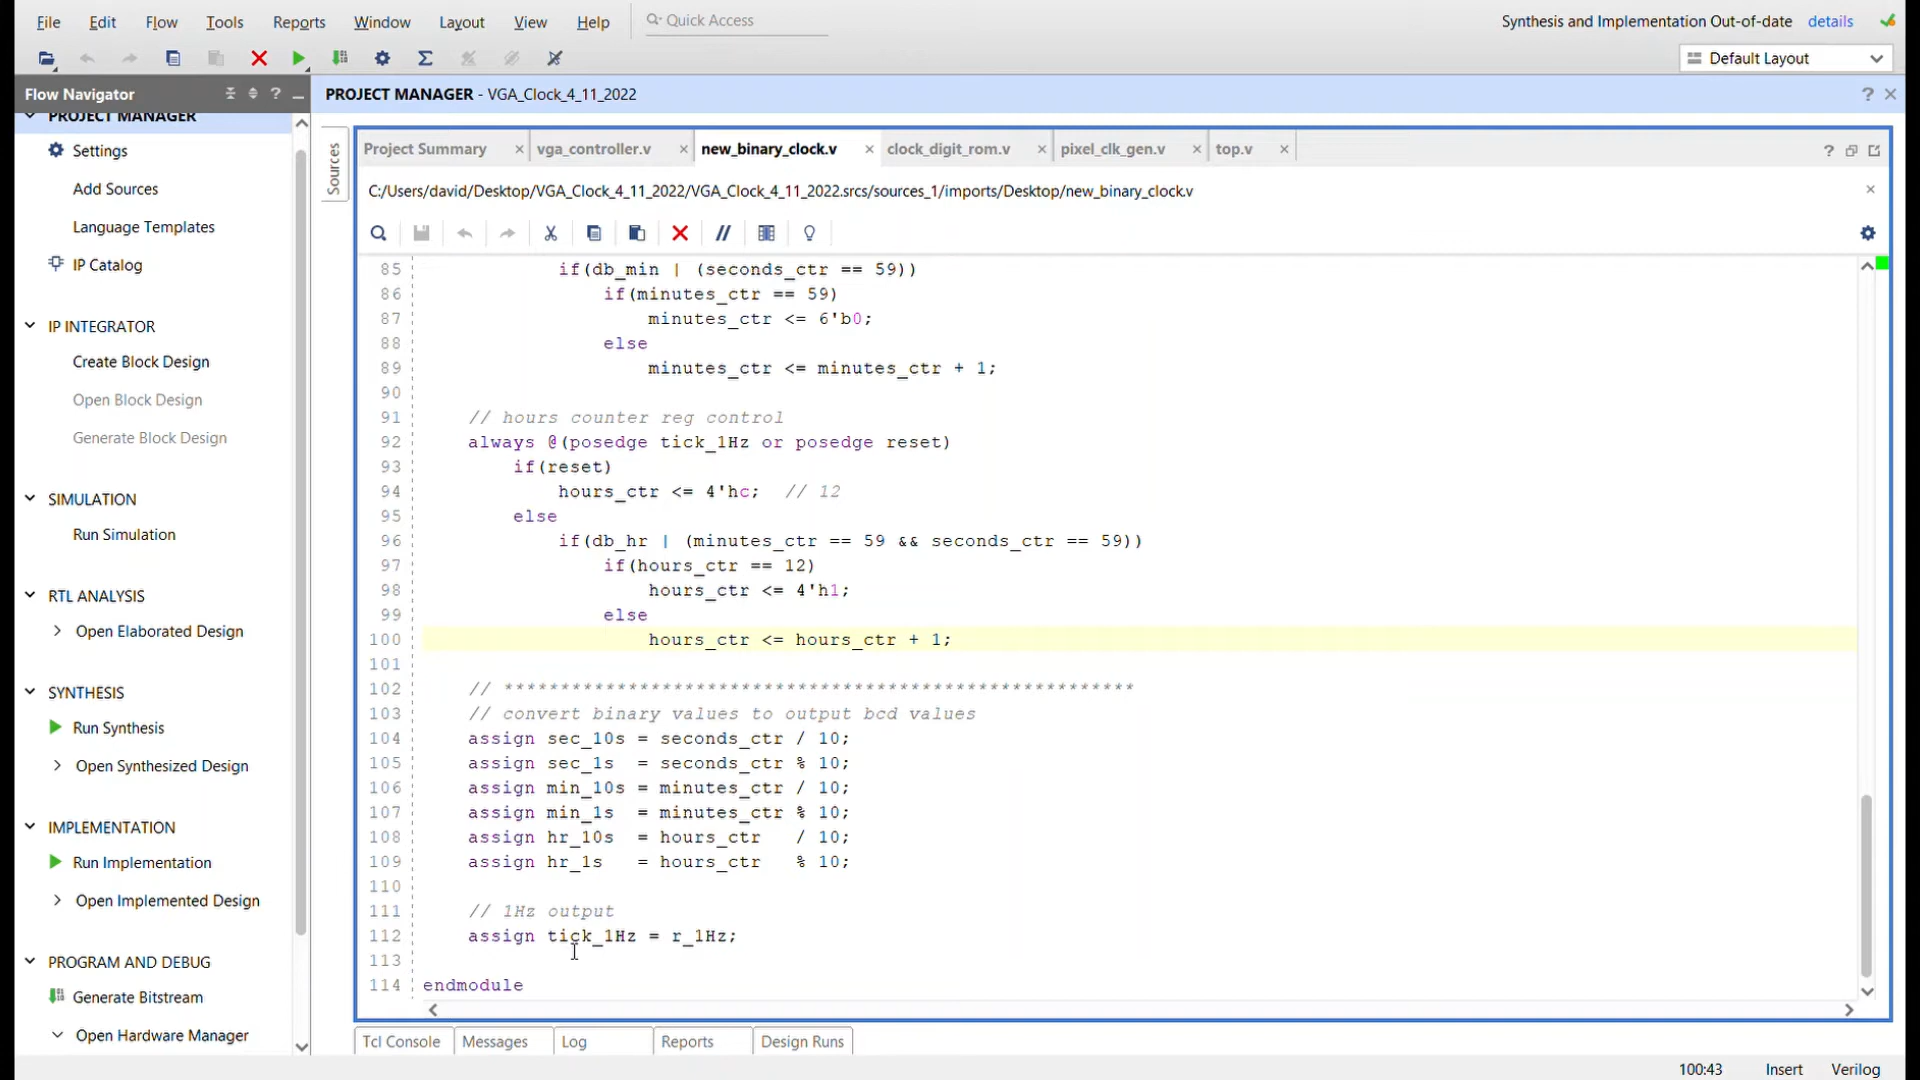 File Edit Flow Tools Reports Window Layout View Help Quick Access
Synthesis and Implementation Out-of-date details
Default Layout
Flow Navigator
PROJECT MANAGER
Settings
Add Sources
Language Templates
IP Catalog
IP INTEGRATOR
Create Block Design
Open Block Design
Generate Block Design
SIMULATION
Run Simulation
RTL ANALYSIS
Open Elaborated Design
SYNTHESIS
Run Synthesis
Open Synthesized Design
IMPLEMENTATION
Run Implementation
Open Implemented Design
PROGRAM AND DEBUG
Generate Bitstream
Open Hardware Manager
PROJECT MANAGER - VGA_Clock_4_11_2022
Sources
Project Summary vga_controller.v new_binary_clock.v clock_digit_rom.v pixel_clk_gen.v top.v
C:/Users/david/Desktop/VGA_Clock_4_11_2022/VGA_Clock_4_11_2022.srcs/sources_1/imports/Desktop/new_binary_clock.v
85 if(db_min | (seconds_ctr == 59))
86 if(minutes_ctr == 59)
87 minutes_ctr <= 6'b0;
88 else
89 minutes_ctr <= minutes_ctr + 1;
90
91 // hours counter reg control
92 always @(posedge tick_1Hz or posedge reset)
93 if(reset)
94 hours_ctr <= 4'hc; // 12
95 else
96 if(db_hr | (minutes_ctr == 59 && seconds_ctr == 59))
97 if(hours_ctr == 12)
98 hours_ctr <= 4'h1;
99 else
100 hours_ctr <= hours_ctr + 1;
101
102 // ********************************************************
103 // convert binary values to output bcd values
104 assign sec_10s = seconds_ctr / 10;
105 assign sec_1s = seconds_ctr % 10;
106 assign min_10s = minutes_ctr / 10;
107 assign min_1s = minutes_ctr % 10;
108 assign hr_10s = hours_ctr / 10;
109 assign hr_1s = hours_ctr % 10;
110
111 // 1Hz output
112 assign tick_1Hz = r_1Hz;
113
114 endmodule
Tcl Console Messages Log Reports Design Runs
100:43 Insert Verilog